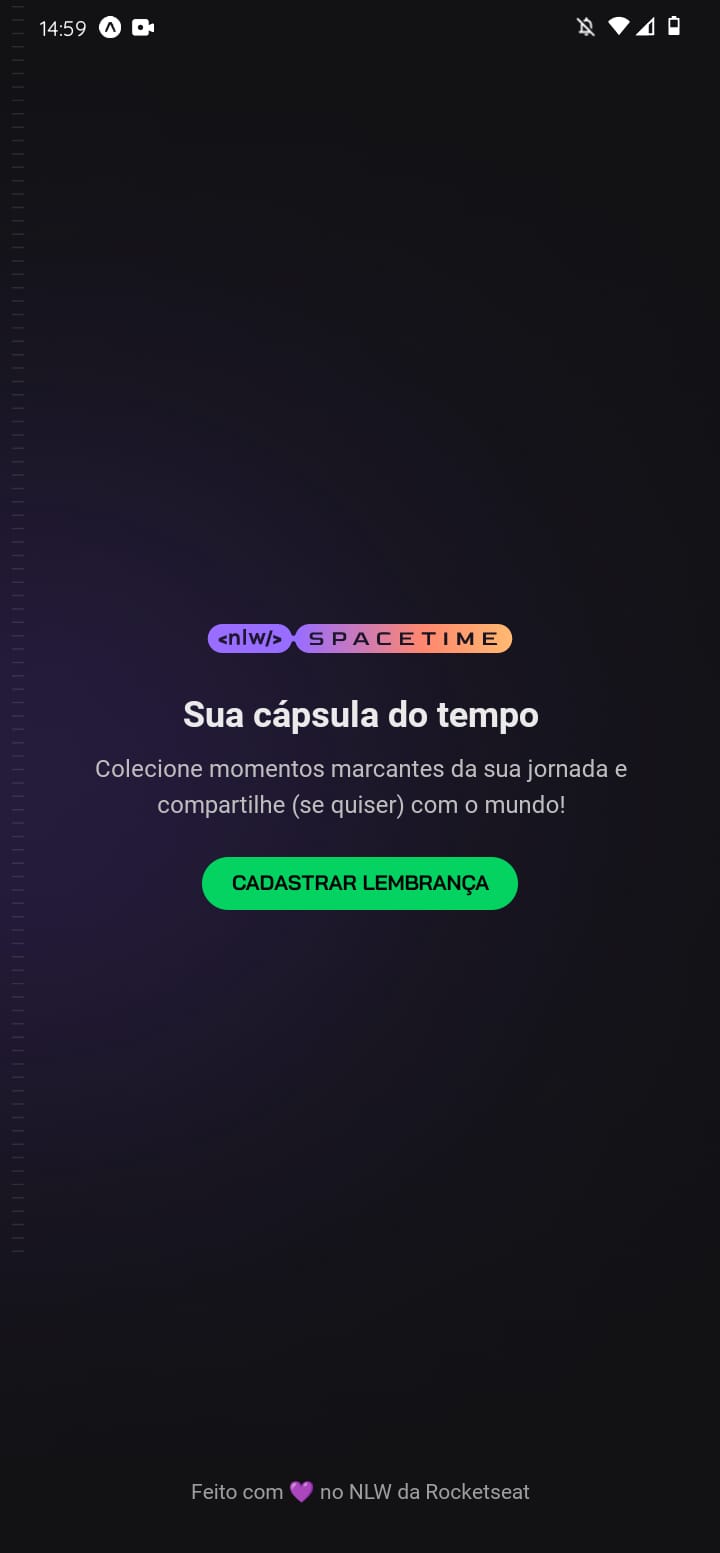 14:59
<nlw/> SPACETIME
Sua cápsula do tempo
Colecione momentos marcantes da sua jornada e
compartilhe (se quiser) com o mundo!
CADASTRAR LEMBRANÇA
Feito com 💜 no NLW da Rocketseat